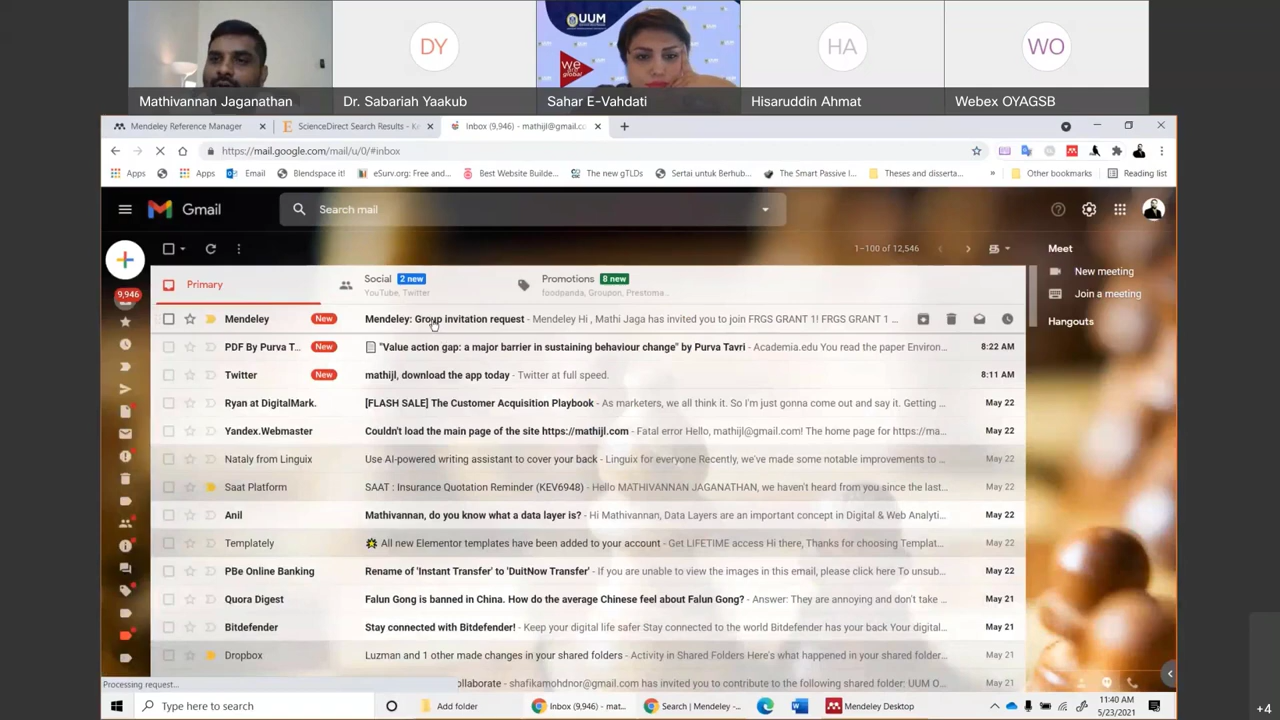 DY
UUM
we are
global
HA
WO
Mathivannan Jaganathan
Dr. Sabariah Yaakub
Sahar E-Vahdati
Hisaruddin Ahmat
Webex OYAGSB
Mendeley Reference Manager
ScienceDirect Search Results - Ke
Inbox (9,946) - mathijl@gmail.co
https://mail.google.com/mail/u/0/#inbox
Apps
Apps
Email
Blendspace it!
eSurv.org: Free and...
Best Website Builde...
The new gTLDs
Sertai untuk Berhub...
The Smart Passive I...
Theses and disserta...
»
Other bookmarks
Reading list
Gmail
Search mail
1–100 of 12,546
Meet
New meeting
Join a meeting
Hangouts
9,946
Primary
Social 2 new
YouTube, Twitter
Promotions 8 new
foodpanda, Groupon, Prestoma...
Mendeley New Mendeley: Group invitation request - Mendeley Hi , Mathi Jaga has invited you to join FRGS GRANT 1! FRGS GRANT 1 ...
PDF By Purva T... New "Value action gap: a major barrier in sustaining behaviour change" by Purva Tavri - Academia.edu You read the paper Environ... 8:22 AM
Twitter New mathijl, download the app today - Twitter at full speed. 8:11 AM
Ryan at DigitalMark. [FLASH SALE] The Customer Acquisition Playbook - As marketers, we all think it. So I'm just gonna come out and say it. Getting ... May 22
Yandex.Webmaster Couldn't load the main page of the site https://mathijl.com - Fatal error Hello, mathijl@gmail.com! The home page for https://ma... May 22
Nataly from Linguix Use AI-powered writing assistant to cover your back - Linguix for everyone Recently, we've made some notable improvements to ... May 22
Saat Platform SAAT : Insurance Quotation Reminder (KEV6948) - Hello MATHIVANNAN JAGANATHAN, we haven't heard from you since the last... May 22
Anil Mathivannan, do you know what a data layer is? - Hi Mathivannan, Data Layers are an important concept in Digital & Web Analyti... May 22
Templately All new Elementor templates have been added to your account - Get LIFETIME access Hi there, Thanks for choosing Templat... May 22
PBe Online Banking Rename of 'Instant Transfer' to 'DuitNow Transfer' - If you are unable to view the images in this email, please click here To unsub... May 22
Quora Digest Falun Gong is banned in China. How do the average Chinese feel about Falun Gong? - Answer: They are annoying and don't take ... May 21
Bitdefender Stay connected with Bitdefender! - Keep your digital life safer Stay connected to the world Bitdefender has your back Your digital... May 21
Dropbox Luzman and 1 other made changes in your shared folders - Activity in Shared Folders Here's what happened in your shared folder... May 21
Processing request...
ollaborate - shafikamohdnor@gmail.com has invited you to contribute to the following shared folder: UUM O... May 21
Type here to search
Add folder
Inbox (9,946) - mat...
Search | Mendeley -...
Mendeley Desktop
11:40 AM
5/23/2021
+4